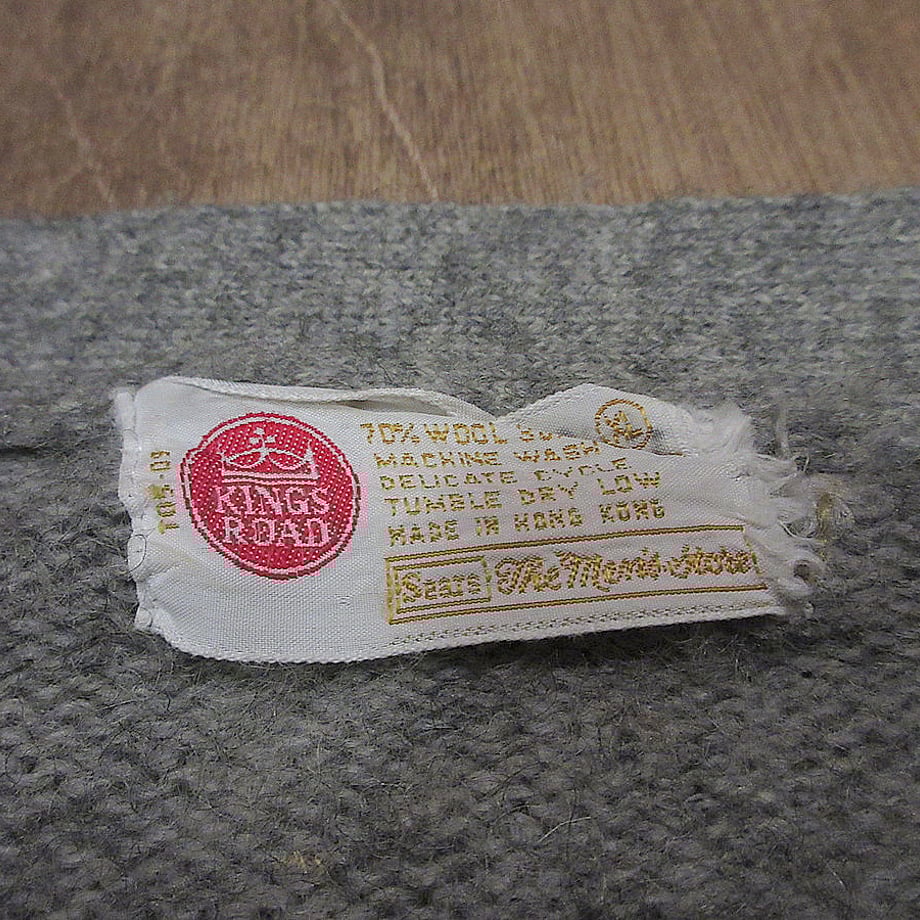 KINGS
ROAD
70% WOOL
MACHINE WASH
DELICATE CYCLE
TUMBLE DRY LOW
MADE IN HONG KONG
Sears The Men's Store